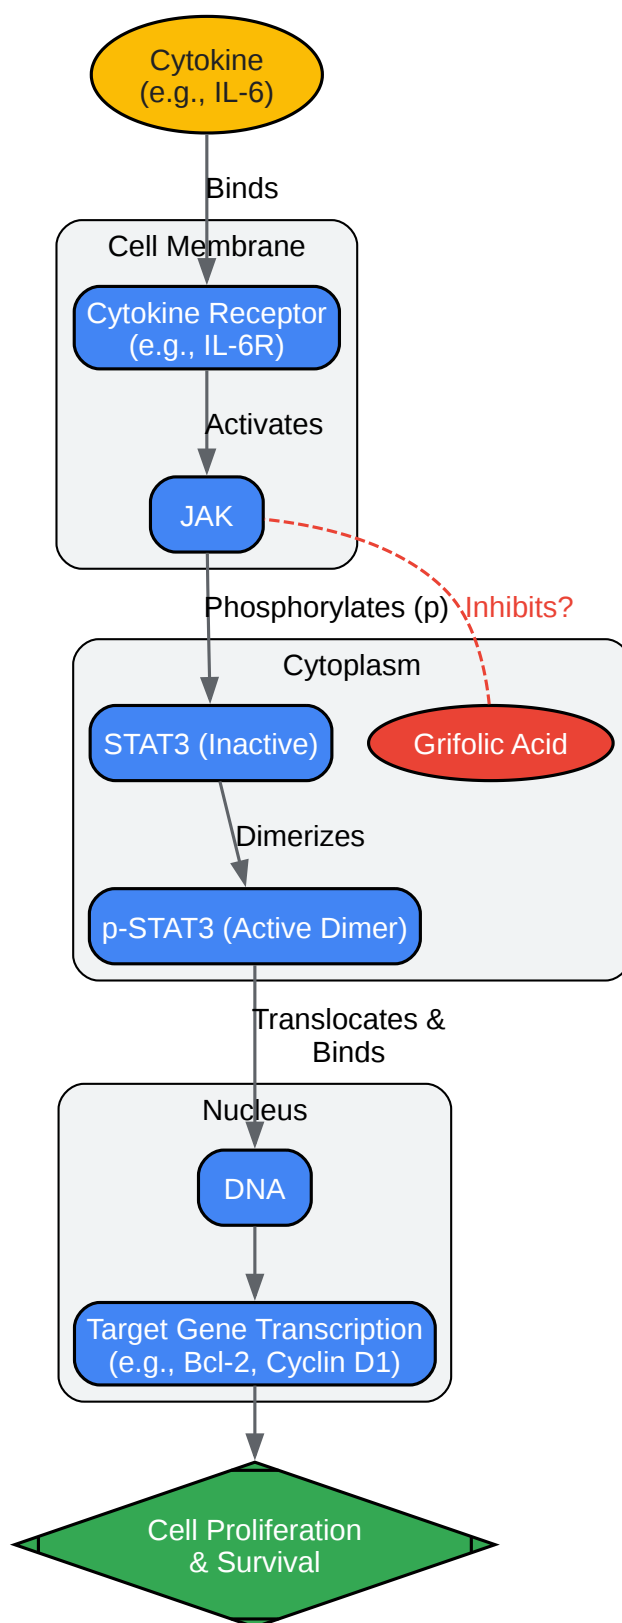 Cytokine
(e.g., IL-6)
Binds
Cell Membrane
Cytokine Receptor
(e.g., IL-6R)
Activates
JAK
Phosphorylates (p)
Inhibits?
Cytoplasm
STAT3 (Inactive)
Grifolic Acid
Dimerizes
p-STAT3 (Active Dimer)
Translocates &
Binds
Nucleus
DNA
Target Gene Transcription
(e.g., Bcl-2, Cyclin D1)
Cell Proliferation
& Survival